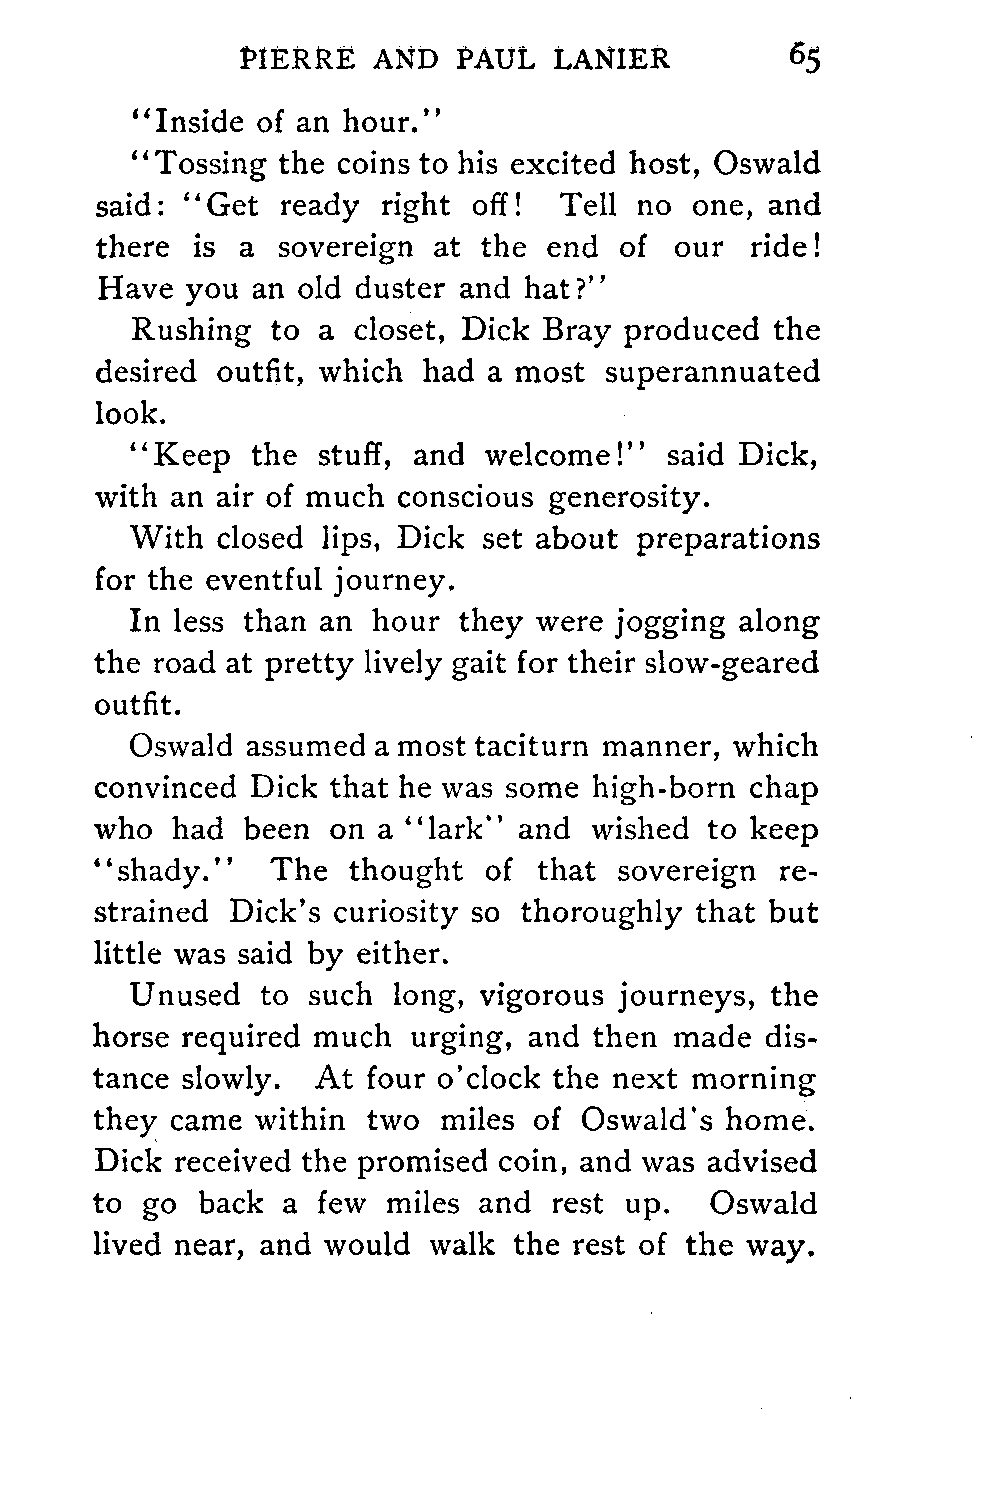 PIERRE AND PAUL LANIER 65
"Inside of an hour."
"Tossing the coins to his excited host, Oswald
said: "Get ready right off! Tell no one, and
there is a sovereign at the end of our ride!
Have you an old duster and hat?"
Rushing to a closet, Dick Bray produced the
desired outfit, which had a most superannuated
look.
"Keep the stuff, and welcome!" said Dick,
with an air of much conscious generosity.
With closed lips, Dick set about preparations
for the eventful journey.
In less than an hour they were jogging along
the road at pretty lively gait for their slow-geared
outfit.
Oswald assumed a most taciturn manner, which
convinced Dick that he was some high-born chap
who had been on a "lark" and wished to keep
"shady." The thought of that sovereign re-
strained Dick's curiosity so thoroughly that but
little was said by either.
Unused to such long, vigorous journeys, the
horse required much urging, and then made dis-
tance slowly. At four o'clock the next morning
they came within two miles of Oswald's home.
Dick received the promised coin, and was advised
to go back a few miles and rest up. Oswald
lived near, and would walk the rest of the way.